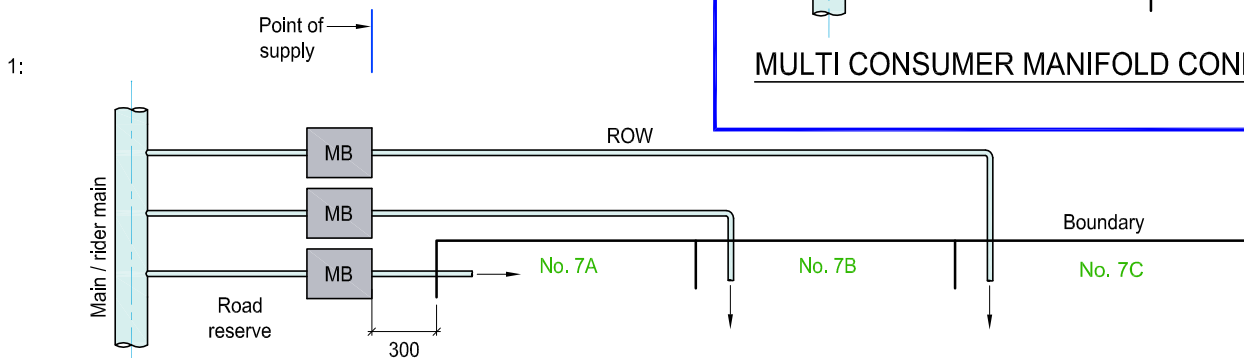 Point of
supply
1:
MULTI CONSUMER MANIFOLD
ROW
MB
MB
MB
Main / rider main
Boundary
No. 7A
No. 7B
No. 7C
Road
reserve
300